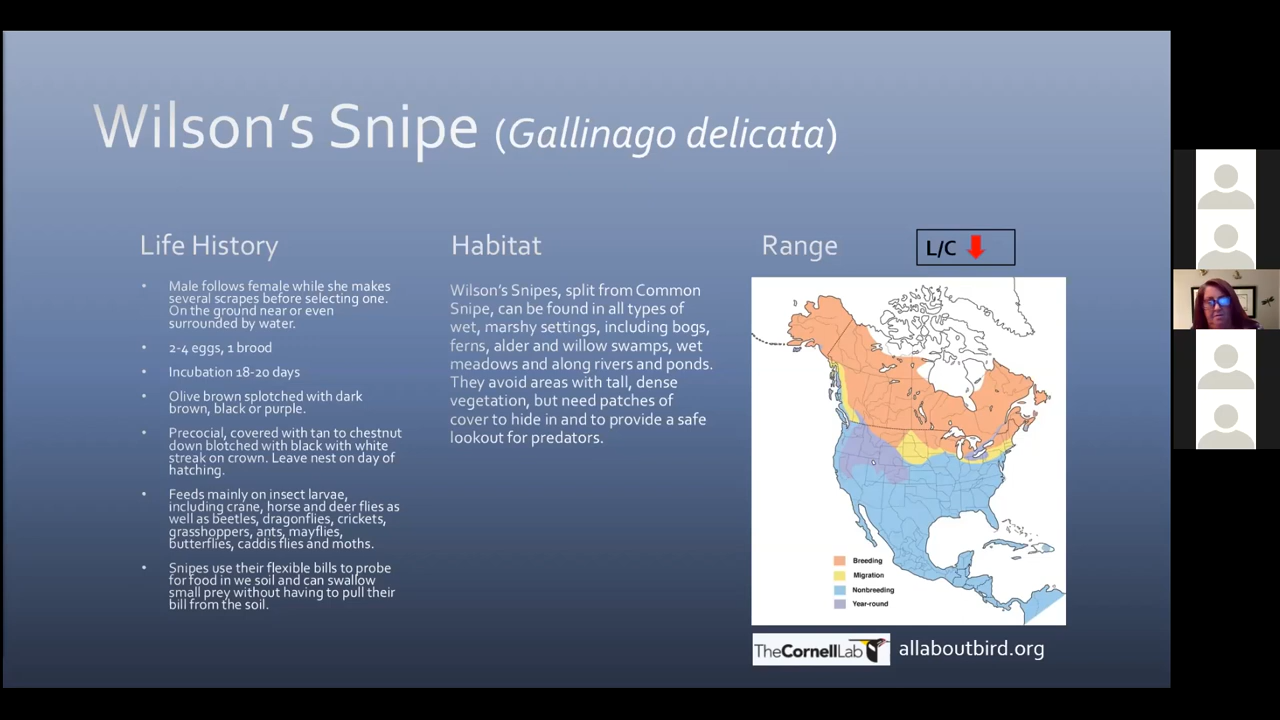 Wilson’s Snipe (Gallinago delicata)
Life History
• Male follows female while she makes
several scrapes before selecting one.
On the ground near or even
surrounded by water.
• 2-4 eggs, 1 brood
• Incubation 18-20 days
• Olive brown splotched with dark
brown, black or purple.
• Precocial, covered with tan to chestnut
down blotched with black with white
streak on crown. Leave nest on day of
hatching.
• Feeds mainly on insect larvae,
including crane, horse and deer flies as
well as beetles, dragonflies, crickets,
grasshoppers, ants, mayflies,
butterflies, caddis flies and moths.
• Snipes use their flexible bills to probe
for food in we soil and can swallow
small prey without having to pull their
bill from the soil.
Habitat
Wilson’s Snipes, split from Common
Snipe, can be found in all types of
wet, marshy settings, including bogs,
ferns, alder and willow swamps, wet
meadows and along rivers and ponds.
They avoid areas with tall, dense
vegetation, but need patches of
cover to hide in and to provide a safe
lookout for predators.
Range
L/C
Breeding
Migration
Nonbreeding
Year-round
TheCornellLab
allaboutbird.org